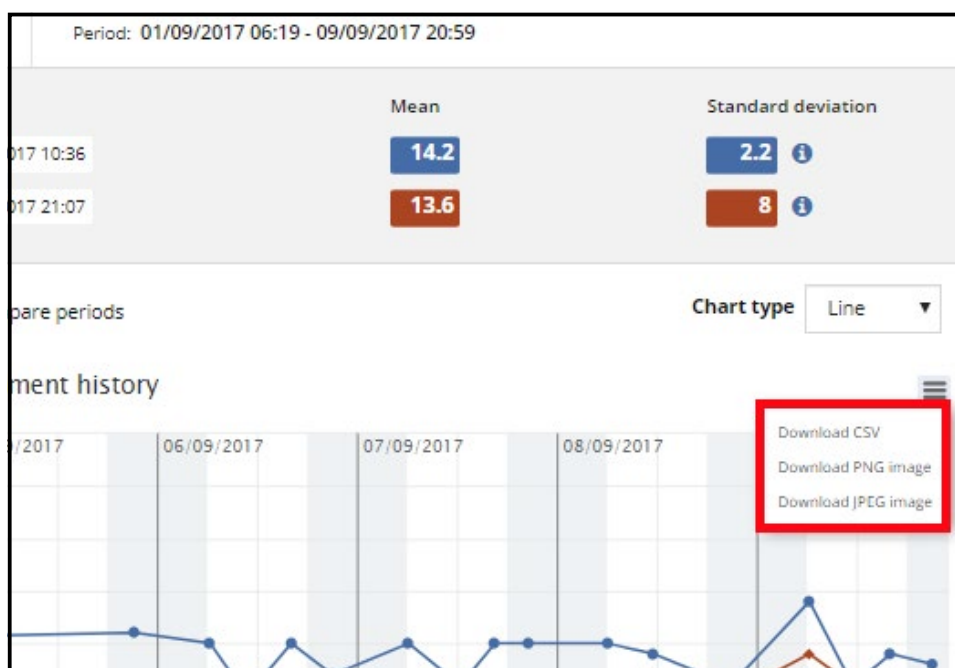 Period: 01/09/2017 06:19 - 09/09/2017 20:59
Mean Standard deviation
017 10:36 14.2 2.2
017 21:07 13.6 8
pare periods Chart type Line
ment history
/2017 06/09/2017 07/09/2017 08/09/2017
Download CSV
Download PNG image
Download JPEG image